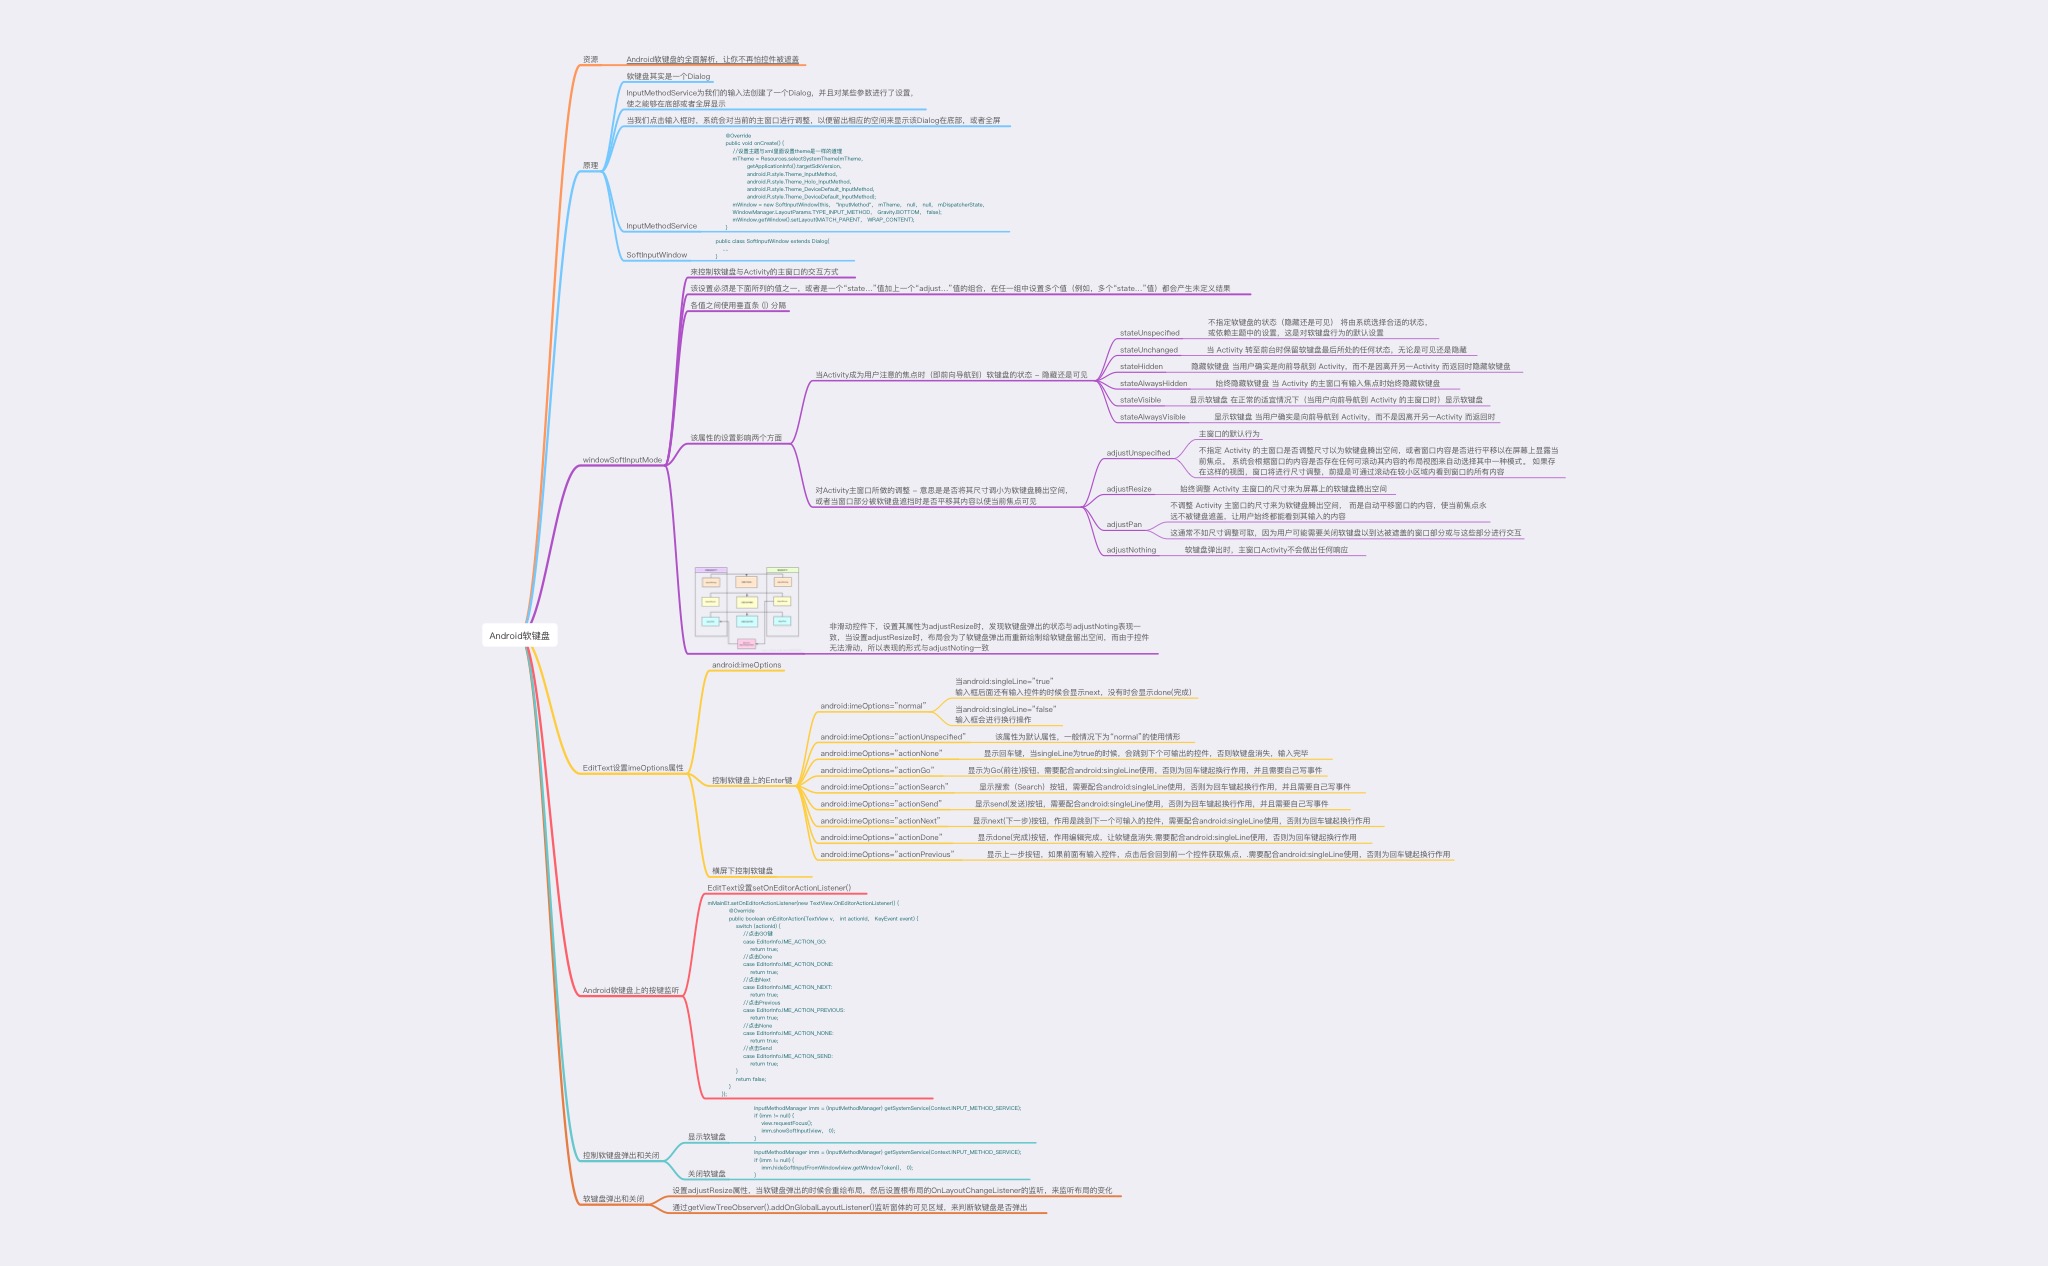 Android软键盘
资源
Android软键盘的全面解析，让你不再怕控件被遮盖
原理
软键盘其实是一个Dialog
InputMethodService为我们的输入法创建了一个Dialog，并且对某些参数进行了设置，
使之能够在底部或者全屏显示
当我们点击输入框时，系统会对当前的主窗口进行调整，以便留出相应的空间来显示该Dialog在底部，或者全屏
InputMethodService
@Override
public void onCreate() {
//设置主题与xml里面设置theme是一样的道理
mTheme = Resources.selectSystemTheme(mTheme,
getApplicationInfo().targetSdkVersion,
android.R.style.Theme_InputMethod,
android.R.style.Theme_Holo_InputMethod,
android.R.style.Theme_DeviceDefault_InputMethod,
android.R.style.Theme_DeviceDefault_InputMethod);
mWindow = new SoftInputWindow(this, "InputMethod", mTheme, null, null, mDispatcherState,
WindowManager.LayoutParams.TYPE_INPUT_METHOD, Gravity.BOTTOM, false);
mWindow.getWindow().setLayout(MATCH_PARENT, WRAP_CONTENT);
}
SoftInputWindow
public class SoftInputWindow extends Dialog{
...
}
windowSoftInputMode
来控制软键盘与Activity的主窗口的交互方式
该设置必须是下面所列的值之一，或者是一个“state...”值加上一个“adjust...”值的组合，在任一组中设置多个值（例如，多个“state...”值）都会产生未定义结果
各值之间使用垂直条 (|) 分隔
该属性的设置影响两个方面
当Activity成为用户注意的焦点时（即前向导航到）软键盘的状态 - 隐藏还是可见
stateUnspecified
不指定软键盘的状态（隐藏还是可见） 将由系统选择合适的状态，
或依赖主题中的设置，这是对软键盘行为的默认设置
stateUnchanged
当 Activity 转至前台时保留软键盘最后所处的任何状态，无论是可见还是隐藏
stateHidden
隐藏软键盘 当用户确实是向前导航到 Activity，而不是因离开另一Activity 而返回时隐藏软键盘
stateAlwaysHidden
始终隐藏软键盘 当 Activity 的主窗口有输入焦点时始终隐藏软键盘
stateVisible
显示软键盘 在正常的适宜情况下（当用户向前导航到 Activity 的主窗口时）显示软键盘
stateAlwaysVisible
显示软键盘 当用户确实是向前导航到 Activity，而不是因离开另一Activity 而返回时
对Activity主窗口所做的调整 - 意思是是否将其尺寸调小为软键盘腾出空间，
或者当窗口部分被软键盘遮挡时是否平移其内容以使当前焦点可见
adjustUnspecified
主窗口的默认行为
不指定 Activity 的主窗口是否调整尺寸以为软键盘腾出空间，或者窗口内容是否进行平移以在屏幕上显露当
前焦点。 系统会根据窗口的内容是否存在任何可滚动其内容的布局视图来自动选择其中一种模式。 如果存
在这样的视图，窗口将进行尺寸调整，前提是可通过滚动在较小区域内看到窗口的所有内容
adjustResize
始终调整 Activity 主窗口的尺寸来为屏幕上的软键盘腾出空间
adjustPan
不调整 Activity 主窗口的尺寸来为软键盘腾出空间， 而是自动平移窗口的内容，使当前焦点永
远不被键盘遮盖，让用户始终都能看到其输入的内容
这通常不如尺寸调整可取，因为用户可能需要关闭软键盘以到达被遮盖的窗口部分或与这些部分进行交互
adjustNothing
软键盘弹出时，主窗口Activity不会做出任何响应
非滑动控件下，设置其属性为adjustResize时，发现软键盘弹出的状态与adjustNoting表现一
致，当设置adjustResize时，布局会为了软键盘弹出而重新绘制给软键盘留出空间，而由于控件
无法滑动，所以表现的形式与adjustNoting一致
EditText设置imeOptions属性
android:imeOptions
控制软键盘上的Enter键
android:imeOptions="normal"
当android:singleLine="true"
输入框后面还有输入控件的时候会显示next，没有时会显示done(完成)
当android:singleLine="false"
输入框会进行换行操作
android:imeOptions="actionUnspecified"
该属性为默认属性，一般情况下为“normal”的使用情形
android:imeOptions="actionNone"
显示回车键，当singleLine为true的时候，会跳到下个可输出的控件，否则软键盘消失，输入完毕
android:imeOptions="actionGo"
显示为Go(前往)按钮，需要配合android:singleLine使用，否则为回车键起换行作用，并且需要自己写事件
android:imeOptions="actionSearch"
显示搜索（Search）按钮，需要配合android:singleLine使用，否则为回车键起换行作用，并且需要自己写事件
android:imeOptions="actionSend"
显示send(发送)按钮，需要配合android:singleLine使用，否则为回车键起换行作用，并且需要自己写事件
android:imeOptions="actionNext"
显示next(下一步)按钮，作用是跳到下一个可输入的控件，需要配合android:singleLine使用，否则为回车键起换行作用
android:imeOptions="actionDone"
显示done(完成)按钮，作用编辑完成，让软键盘消失.需要配合android:singleLine使用，否则为回车键起换行作用
android:imeOptions="actionPrevious"
显示上一步按钮，如果前面有输入控件，点击后会回到前一个控件获取焦点，.需要配合android:singleLine使用，否则为回车键起换行作用
横屏下控制软键盘
Android软键盘上的按键监听
EditText设置setOnEditorActionListener()
mMainEt.setOnEditorActionListener(new TextView.OnEditorActionListener() {
@Override
public boolean onEditorAction(TextView v, int actionId, KeyEvent event) {
switch (actionId) {
//点击GO键
case EditorInfo.IME_ACTION_GO:
return true;
//点击Done
case EditorInfo.IME_ACTION_DONE:
return true;
//点击Next
case EditorInfo.IME_ACTION_NEXT:
return true;
//点击Previous
case EditorInfo.IME_ACTION_PREVIOUS:
return true;
//点击None
case EditorInfo.IME_ACTION_NONE:
return true;
//点击Send
case EditorInfo.IME_ACTION_SEND:
return true;
}
return false;
}
});
控制软键盘弹出和关闭
显示软键盘
InputMethodManager imm = (InputMethodManager) getSystemService(Context.INPUT_METHOD_SERVICE);
if (imm != null) {
view.requestFocus();
imm.showSoftInput(view, 0);
}
关闭软键盘
InputMethodManager imm = (InputMethodManager) getSystemService(Context.INPUT_METHOD_SERVICE);
if (imm != null) {
imm.hideSoftInputFromWindow(view.getWindowToken(), 0);
}
软键盘弹出和关闭
设置adjustResize属性，当软键盘弹出的时候会重绘布局，然后设置根布局的OnLayoutChangeListener的监听，来监听布局的变化
通过getViewTreeObserver().addOnGlobalLayoutListener()监听窗体的可见区域，来判断软键盘是否弹出